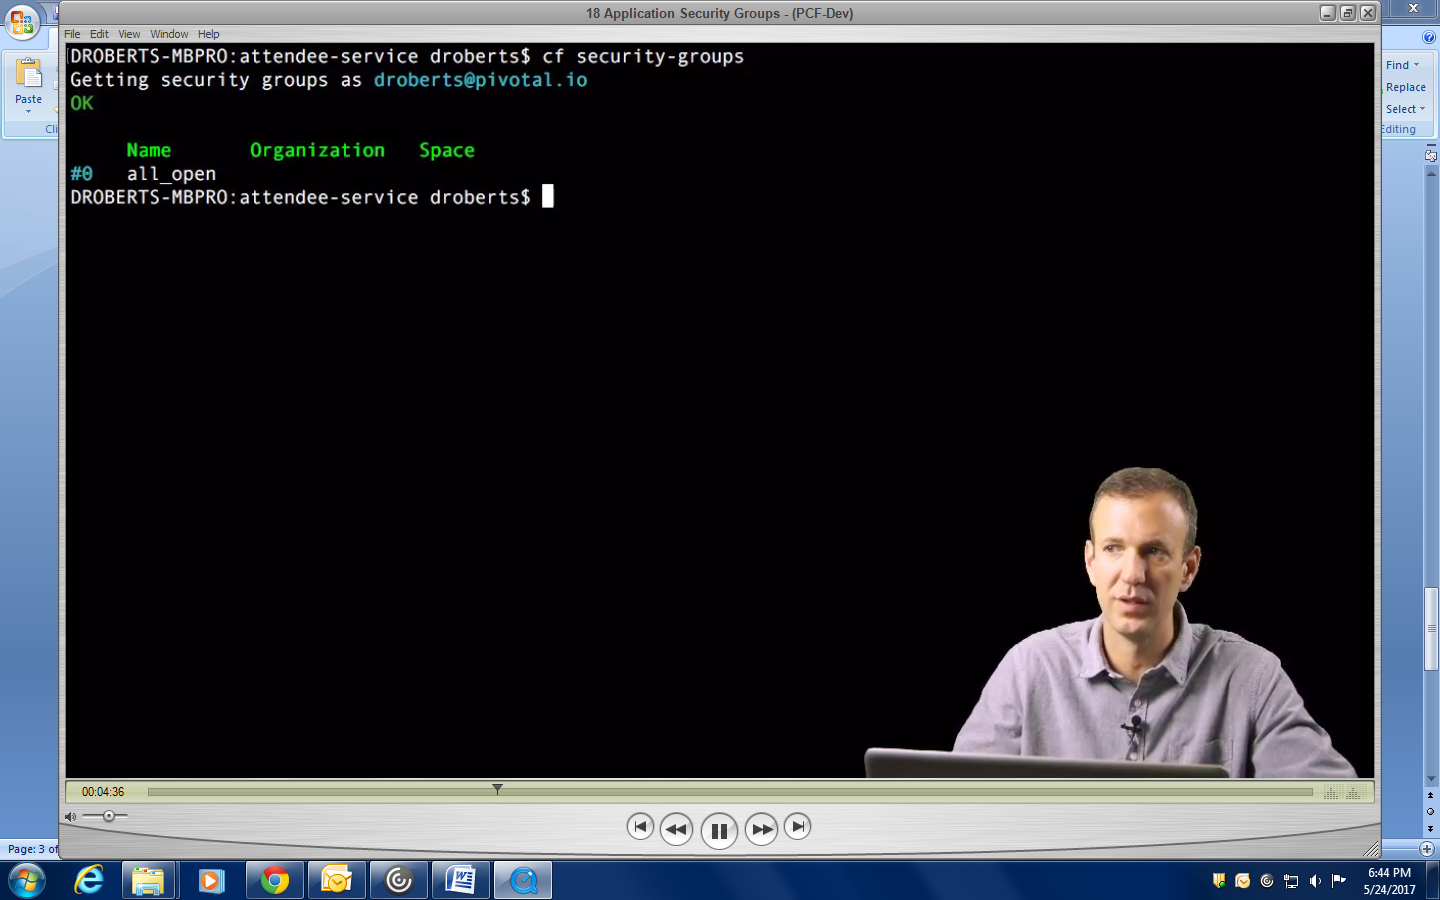 18 Application Security Groups - (PCF-Dev)
File Edit View Window Help
DROBERTS-MBPRO:attendee-service droberts$ cf security-groups
Getting security groups as droberts@pivotal.io
OK
Name Organization Space
#0 all_open
DROBERTS-MBPRO:attendee-service droberts$
Paste
Cli
Find
Replace
Select
Editing
00:04:36
Page: 3 of
6:44 PM
5/24/2017